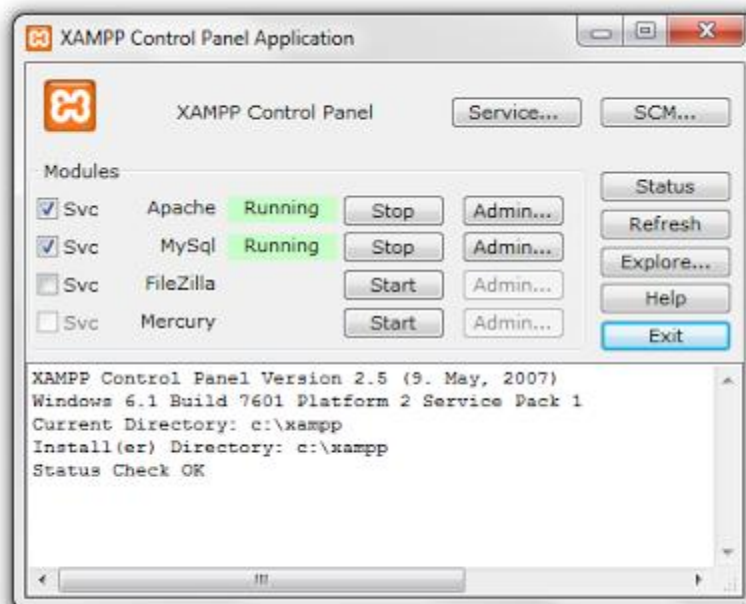 XAMPP Control Panel Application
XAMPP Control Panel Service... SCM...
Modules
Status
Svc Apache Running Stop Admin...
Refresh
Svc MySql Running Stop Admin...
Explore...
Svc FileZilla Start Admin...
Help
Svc Mercury Start Admin...
Exit
XAMPP Control Panel Version 2.5 (9. May, 2007)
Windows 6.1 Build 7601 Platform 2 Service Pack 1
Current Directory: c:\xampp
Install(er) Directory: c:\xampp
Status Check OK